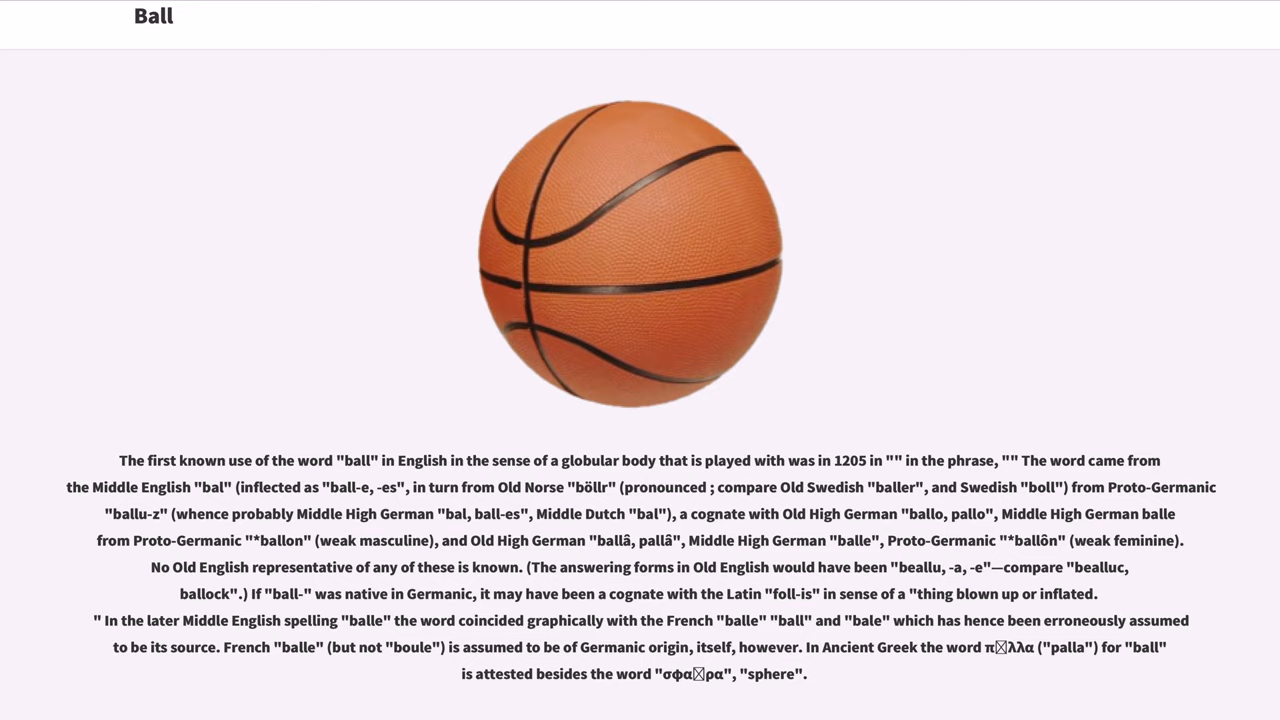 Ball
The first known use of the word "ball" in English in the sense of a globular body that is played with was in 1205 in "" in the phrase, "" The word came from
the Middle English "bal" (inflected as "ball-e, -es", in turn from Old Norse "böllr" (pronounced ; compare Old Swedish "baller", and Swedish "boll") from Proto-Germanic
"ballu-z" (whence probably Middle High German "bal, ball-es", Middle Dutch "bal"), a cognate with Old High German "ballo, pallo", Middle High German balle
from Proto-Germanic "*ballon" (weak masculine), and Old High German "ballâ, pallâ", Middle High German "balle", Proto-Germanic "*ballôn" (weak feminine).
No Old English representative of any of these is known. (The answering forms in Old English would have been "beallu, -a, -e"—compare "bealluc,
ballock".) If "ball-" was native in Germanic, it may have been a cognate with the Latin "foll-is" in sense of a "thing blown up or inflated.
" In the later Middle English spelling "balle" the word coincided graphically with the French "balle" "ball" and "bale" which has hence been erroneously assumed
to be its source. French "balle" (but not "boule") is assumed to be of Germanic origin, itself, however. In Ancient Greek the word π􏿿λλα ("palla") for "ball"
is attested besides the word "σφα􏿿ρα", "sphere".